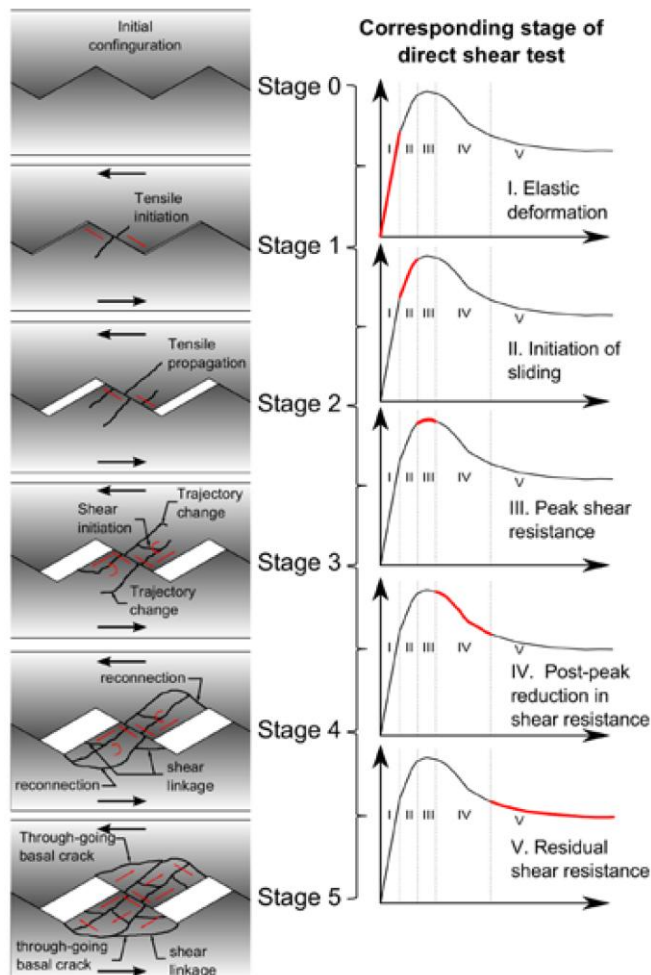 Initial
confinguration
Corresponding stage of
direct shear test
Stage 0
I II III IV V
I. Elastic
deformation
Tensile
initiation
Stage 1
I II III IV V
II. Initiation of
sliding
Tensile
propagation
Stage 2
I II III IV V
III. Peak shear
resistance
Trajectory
change
Shear
initiation
Trajectory
change
Stage 3
I II III IV V
IV. Post-peak
reduction in
shear resistance
reconnection
reconnection
shear
linkage
Stage 4
I II III IV V
V. Residual
shear resistance
Through-going
basal crack
through-going
basal crack
shear
linkage
Stage 5